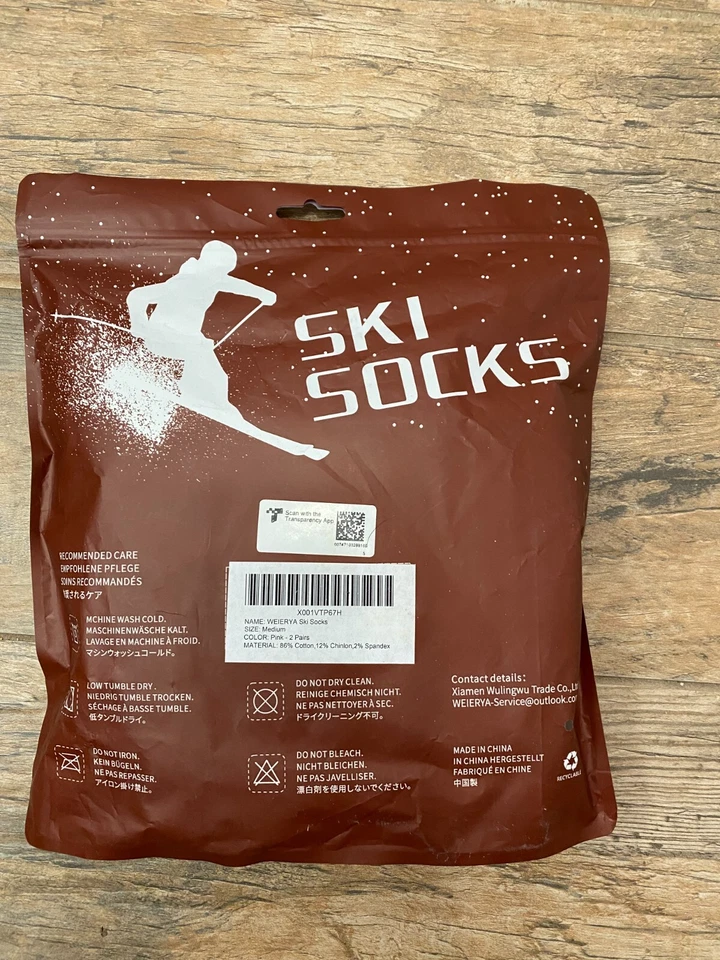 SKI
SOCKS
Scan with the
Transparency App
RECOMMENDED CARE
EMPFOHLENE PFLEGE
SOINS RECOMMANDÉS
されるケア
X001VTP67H
NAME: WEIERYA Ski Socks
SIZE: Medium
COLOR: Pink - 2 Pairs
MATERIAL: 86% Cotton,12% Chinlon,2% Spandex
MCHINE WASH COLD.
MASCHINENWÄSCHE KALT.
LAVAGE EN MACHINE À FROID.
マシンウォッシュコールド。
LOW TUMBLE DRY.
NIEDRIG TUMBLE TROCKEN.
SÉCHAGE À BASSE TUMBLE.
低タンブルドライ。
DO NOT DRY CLEAN.
REINIGE CHEMISCH NICHT.
NE PAS NETTOYER À SEC.
ドライクリーニング不可。
Contact details:
Xiamen Wulingwu Trade Co.,
WEIERYA-Service@outlook.co
DO NOT IRON.
KEIN BÜGELN.
NE PAS REPASSER.
アイロン掛け禁止。
DO NOT BLEACH.
NICHT BLEICHEN.
NE PAS JAVELLISER.
漂白剤を使用しないでください。
MADE IN CHINA
IN CHINA HERGESTELLT
FABRIQUÉ EN CHINE
中国製
RECYCLABLE